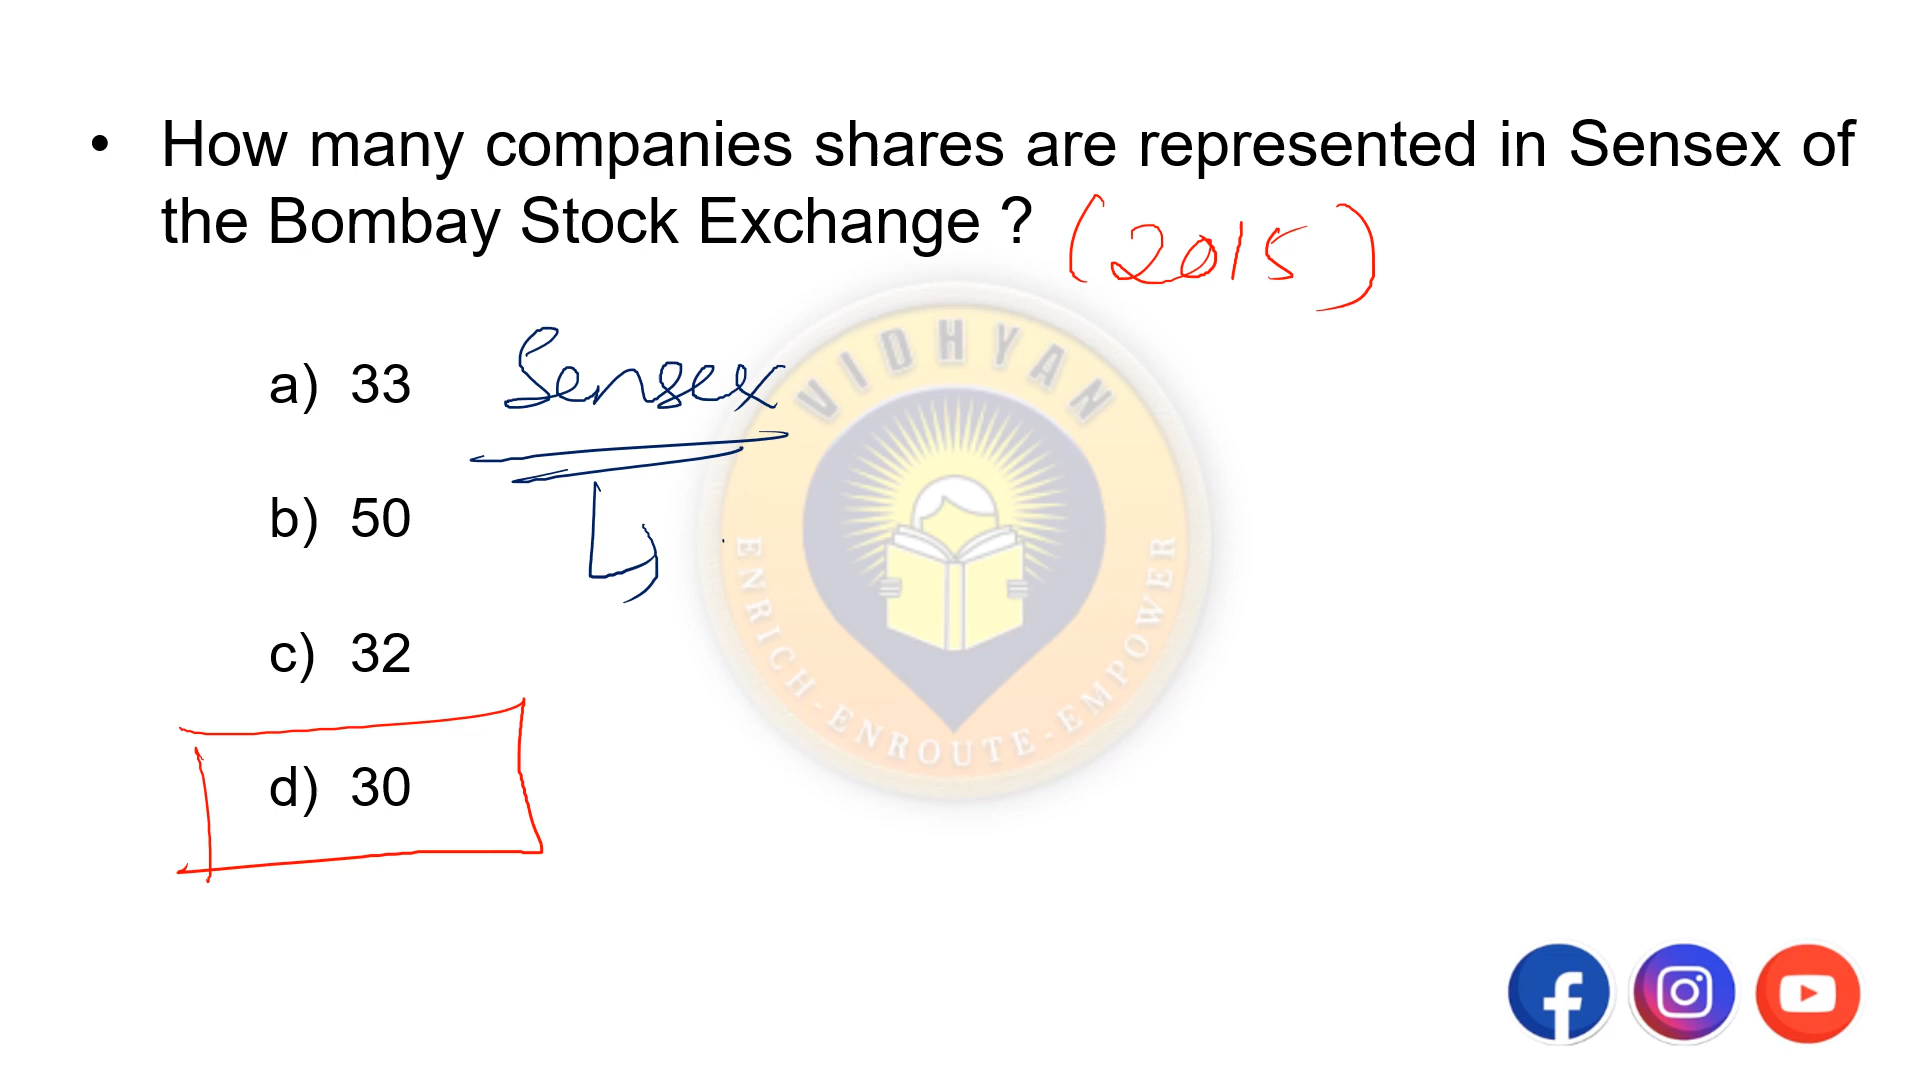 • How many companies shares are represented in Sensex of
the Bombay Stock Exchange ?
(2015)
a) 33
Sensex
b) 50
c) 32
d) 30
VIDHYAN
ENRICH-ENROUTE-EMPOWER